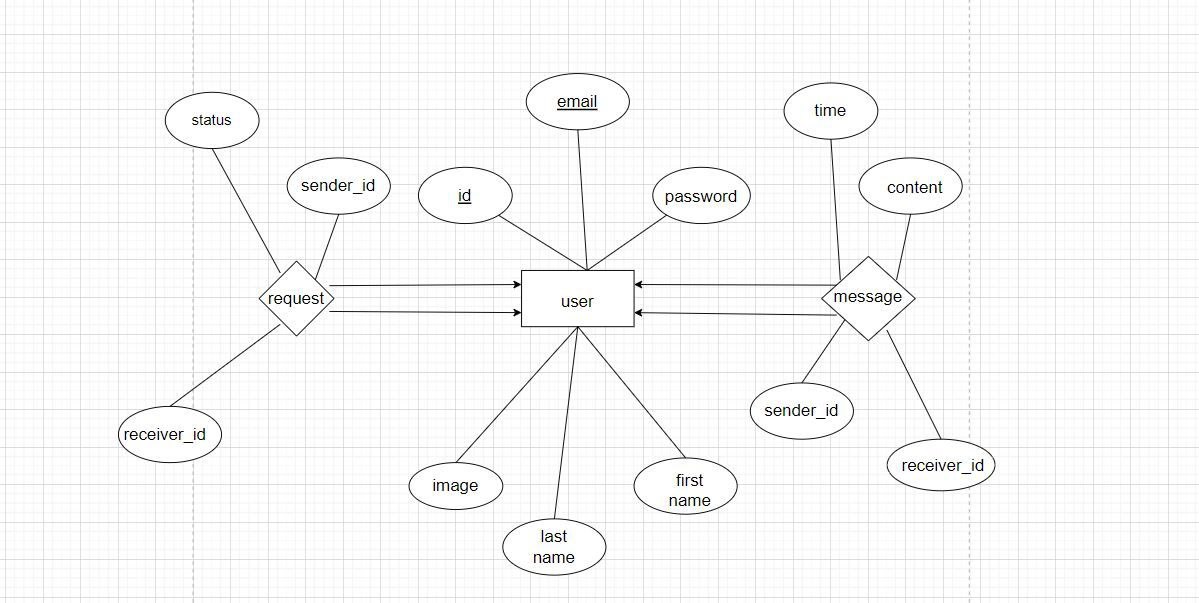 email
time
status
sender_id
id
password
content
request
user
message
sender_id
receiver_id
receiver_id
image
first
name
last
name